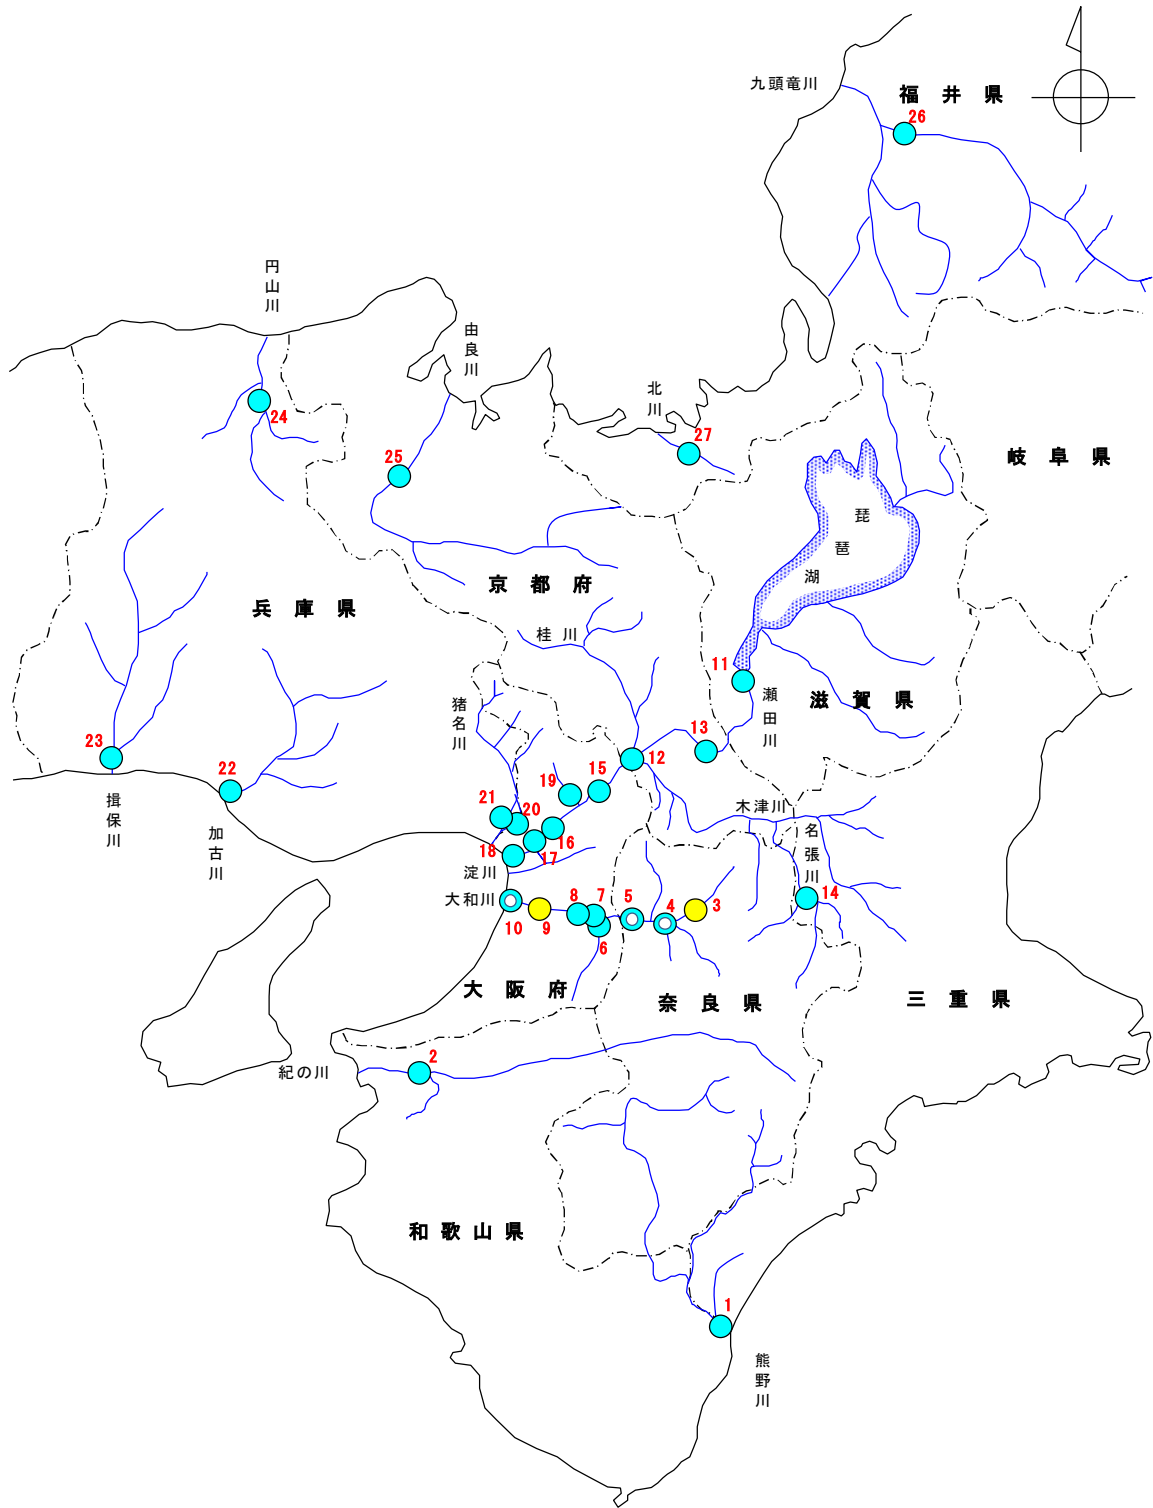 九頭竜川
福井県
26
円山川
由良川
北川
27
24
25
岐阜県
琵琶湖
京都府
兵庫県
桂川
11
瀬田川
滋賀県
猪名川
13
23
12
22
19
15
木津川
揖保川
加古川
21
20
16
名張川
18
17
淀川
14
大和川
8
7
5
4
3
10
9
6
大阪府
奈良県
三重県
2
紀の川
和歌山県
1
熊野川